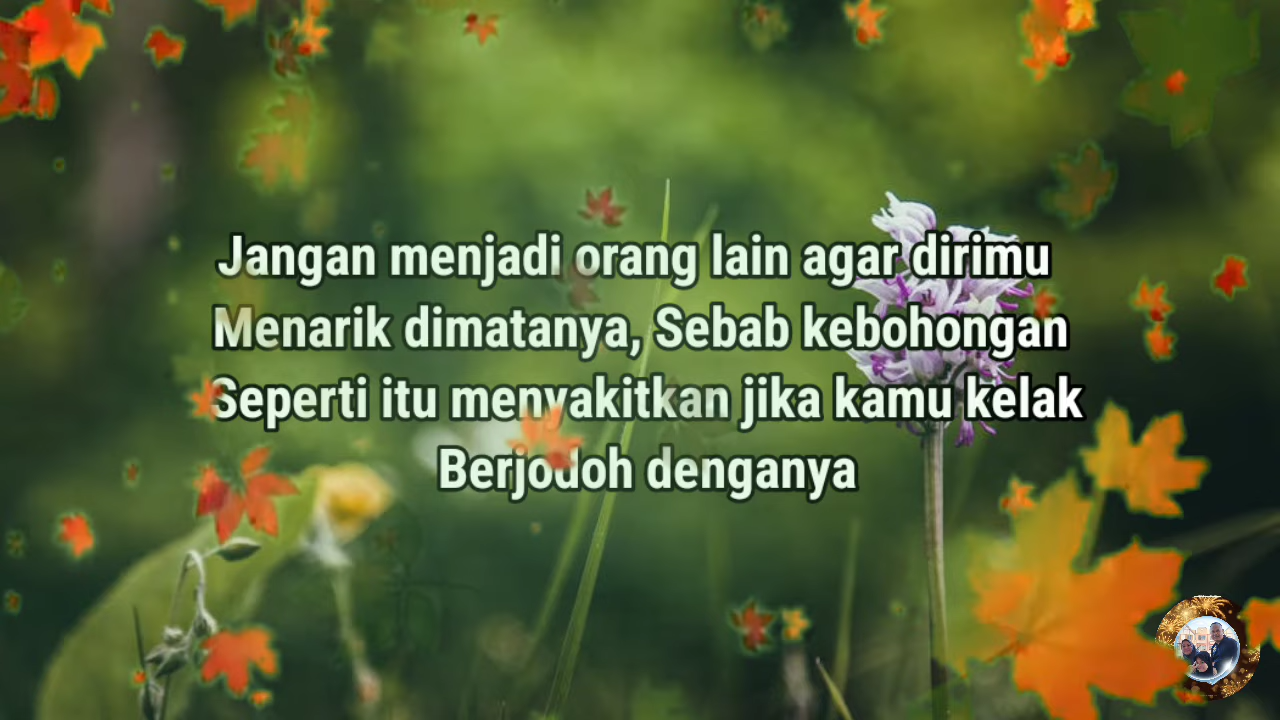 Jangan menjadi orang lain agar dirimu
Menarik dimatanya, Sebab kebohongan
Seperti itu menyakitkan jika kamu kelak
Berjodoh denganya